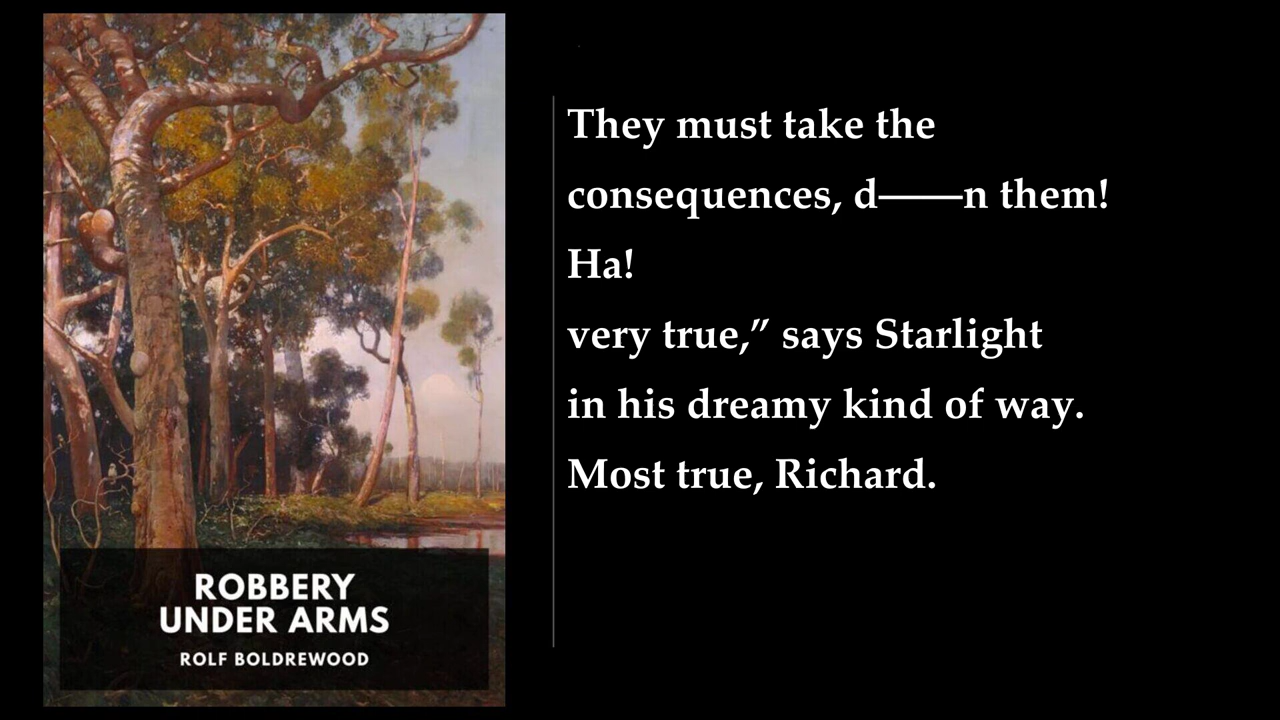 They must take the
consequences, d——n them!
Ha!
very true,” says Starlight
in his dreamy kind of way.
Most true, Richard.
ROBBERY
UNDER ARMS
ROLF BOLDREWOOD